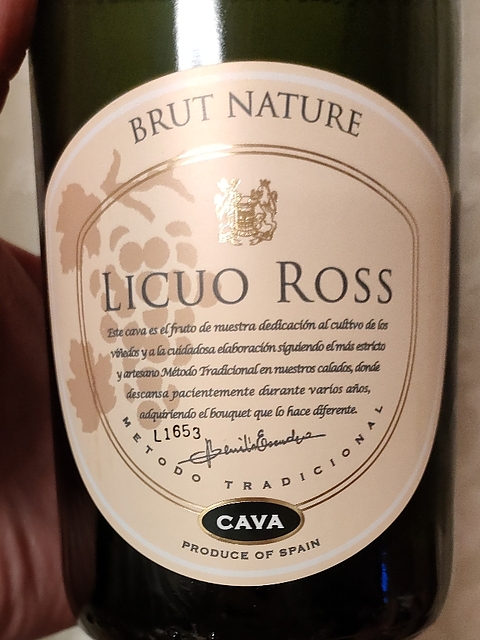 BRUT NATURE
LICUO ROSS
Este cava es el fruto de nuestra dedicación al cultivo de los
viñedos y a la cuidadosa elaboración siguiendo el más estricto
y artesano Método Tradicional en nuestros calados, donde
descansa pacientemente durante varios años,
adquiriendo el bouquet que lo hace diferente.
L1653
METODO TRADICIONAL
CAVA
PRODUCE OF SPAIN